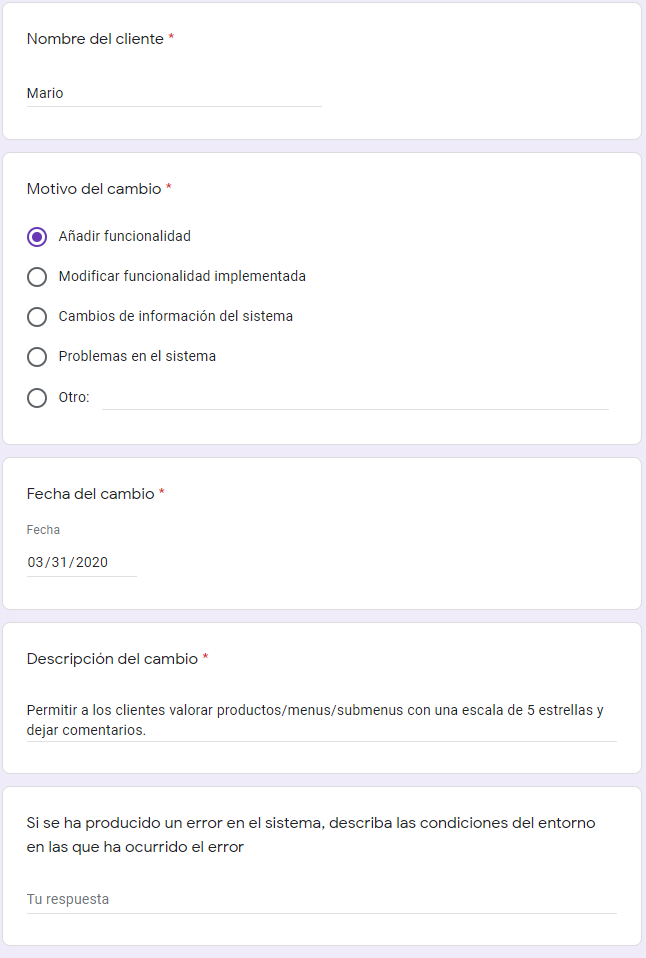 Nombre del cliente *
Mario
Motivo del cambio *
Añadir funcionalidad
Modificar funcionalidad implementada
Cambios de información del sistema
Problemas en el sistema
Otro:
Fecha del cambio *
Fecha
03/31/2020
Descripción del cambio *
Permitir a los clientes valorar productos/menus/submenus con una escala de 5 estrellas y
dejar comentarios.
Si se ha producido un error en el sistema, describa las condiciones del entorno
en las que ha ocurrido el error
Tu respuesta